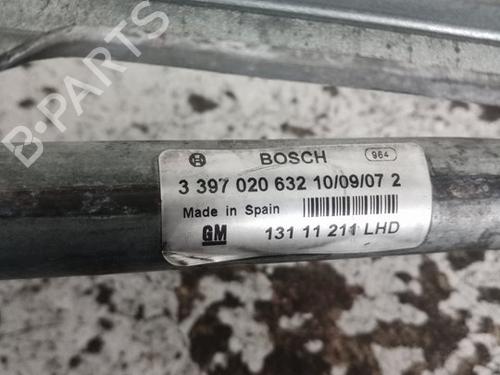 B-PARTS
BOSCH 964
3 397 020 632 10/09/07 2
Made in Spain
GM 131 11 211 LHD